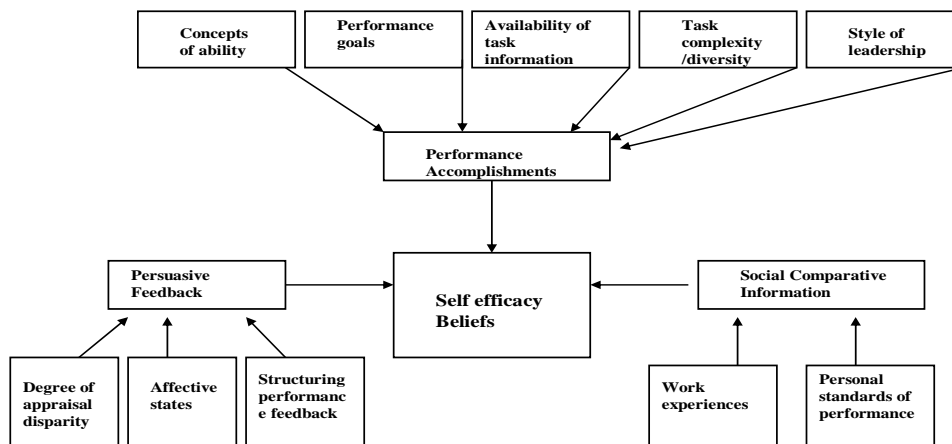 Concepts
of ability
Performance
goals
Availability of
task
information
Task
complexity
/diversity
Style of
leadership
Performance
Accomplishments
Persuasive
Feedback
Self efficacy
Beliefs
Social Comparative
Information
Degree of
appraisal
disparity
Affective
states
Structuring
performanc
e feedback
Work
experiences
Personal
standards of
performance